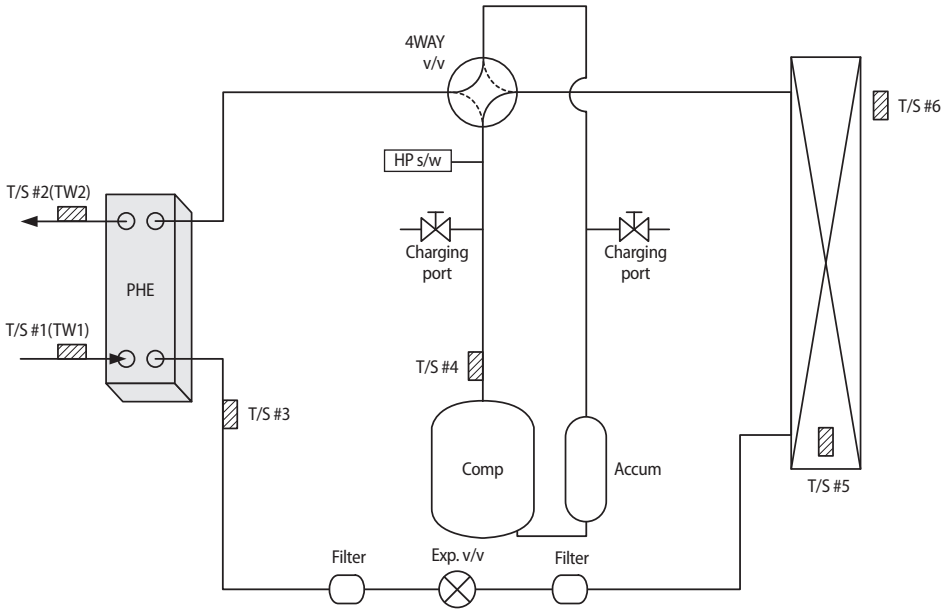 4WAY
v/v
T/S #6
HP s/w
T/S #2(TW2)
Charging
port
Charging
port
PHE
T/S #1(TW1)
T/S #4
T/S #3
Comp
Accum
T/S #5
Filter
Exp. v/v
Filter